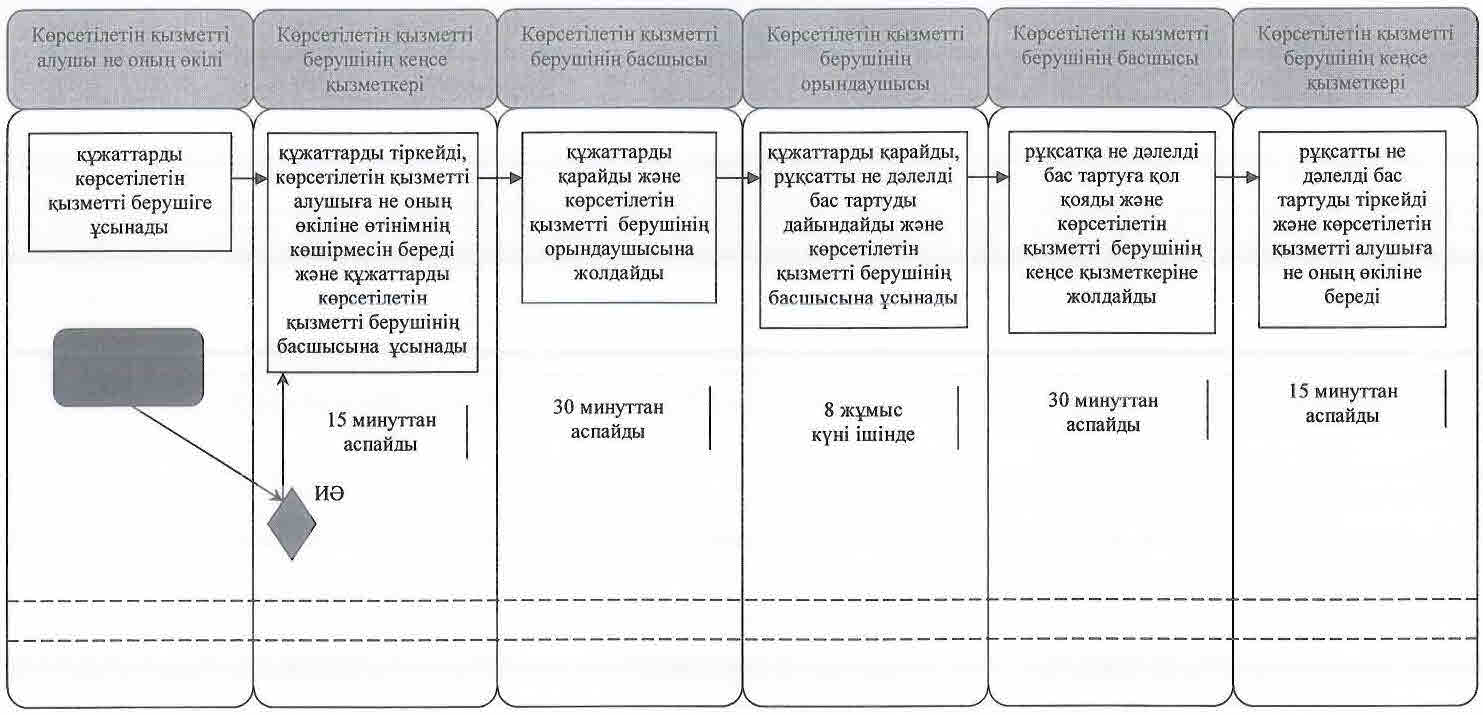 Көрсетілетін қызметті
алушы не оның өкілі
Көрсетілетін қызметті
берушінің кеңсе
қызметкері
Көрсетілетін қызметті
берушінің басшысы
Көрсетілетін қызметті
берушінің
орындаушысы
Көрсетілетін қызметті
берушінің басшысы
Көрсетілетін қызметті
берушінің кеңсе
қызметкері
құжаттарды
көрсетілетін
қызметті берушіге
ұсынады
құжаттарды тіркейді,
көрсетілетін қызметті
алушыға не оның
өкіліне өтінімнің
көшірмесін береді
және құжаттарды
көрсетілетін
қызметті берушінің
басшысына ұсынады
құжаттарды
қарайды және
көрсетілетін
қызметті берушінің
орындаушысына
жолдайды
құжаттарды қарайды,
рұқсатты не дәлелді
бас тартуды
дайындайды және
көрсетілетін
қызметті берушінің
басшысына ұсынады
рұқсатқа не дәлелді
бас тартуға қол
қояды және
көрсетілетін
қызметті берушінің
кеңсе қызметкеріне
жолдайды
рұқсатты не
дәлелді бас
тартуды тіркейді
және көрсетілетін
қызметті алушыға
не оның өкіліне
береді
15 минуттан
аспайды
30 минуттан
аспайды
8 жұмыс
күні ішінде
30 минуттан
аспайды
15 минуттан
аспайды
ИӘ